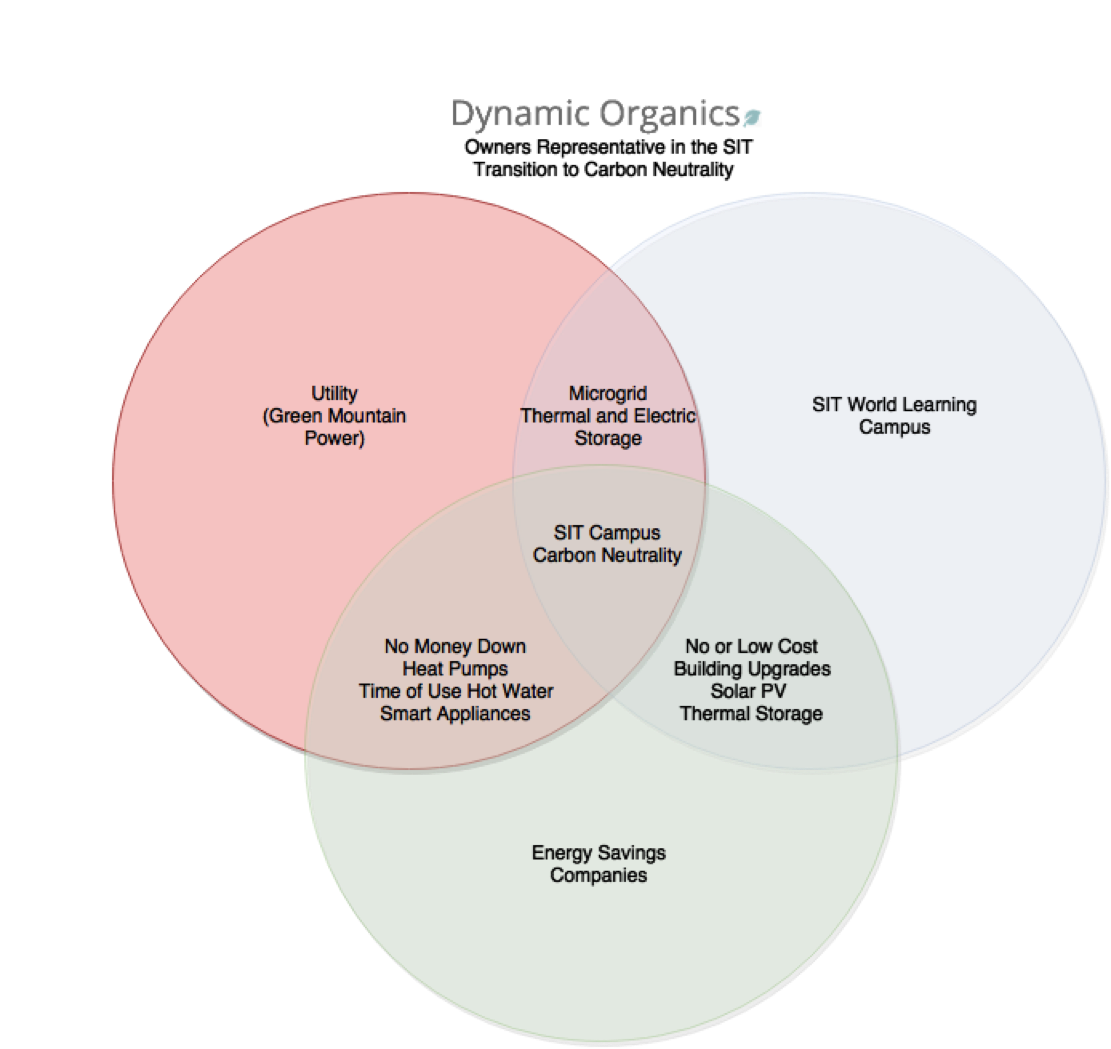 Dynamic Organics
Owners Representative in the SIT
Transition to Carbon Neutrality
Utility
(Green Mountain
Power)
Microgrid
Thermal and Electric
Storage
SIT World Learning
Campus
SIT Campus
Carbon Neutrality
No Money Down
Heat Pumps
Time of Use Hot Water
Smart Appliances
No or Low Cost
Building Upgrades
Solar PV
Thermal Storage
Energy Savings
Companies